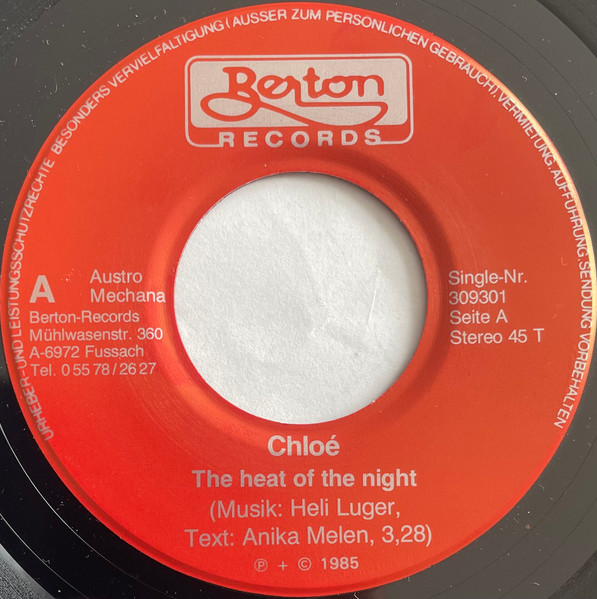 URHEBER-UND LEISTUNGSSCHUTZRECHTE BESONDERS VERVIELFÄLTIGUNG (AUSSER ZUM PERSÖNLICHEN GEBRAUCH), VERMIETUNG. AUFFÜHRUNG. SENDUNG VORBEHALTEN
Berton
RECORDS
A
Austro
Mechana
Berton-Records
Mühlwasenstr. 360
A-6972 Fussach
Tel. 0 55 78/26 27
Single-Nr.
309301
Seite A
Stereo 45 T
Chloé
The heat of the night
(Musik: Heli Luger,
Text: Anika Melen, 3,28)
℗ + © 1985